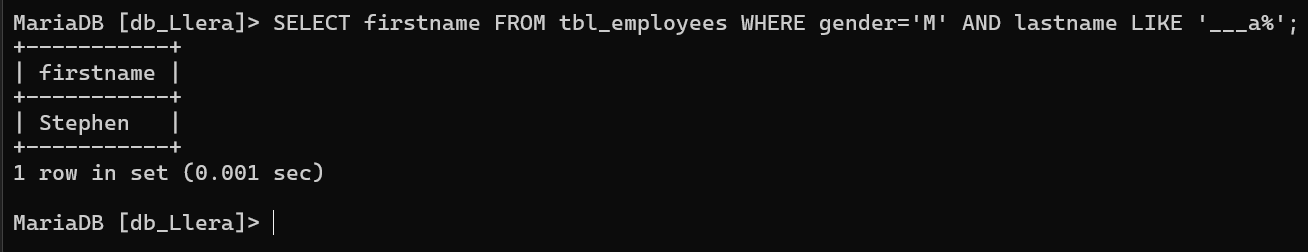 MariaDB [db_Llera]> SELECT firstname FROM tbl_employees WHERE gender='M' AND lastname LIKE '___a%';
+-----------+
| firstname |
+-----------+
| Stephen   |
+-----------+
1 row in set (0.001 sec)
MariaDB [db_Llera]>